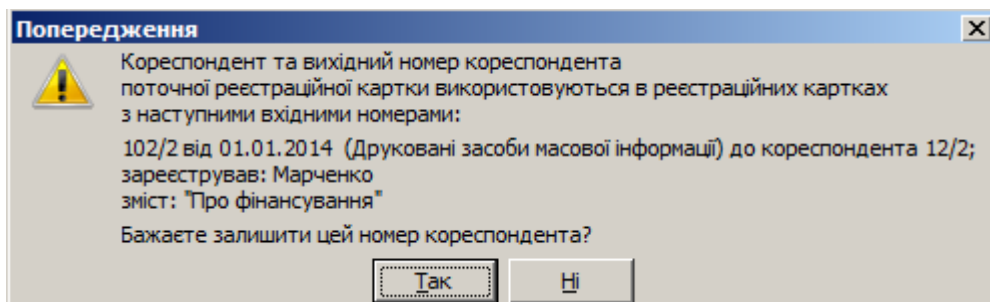 Попередження
Кореспондент та вихідний номер кореспондента
поточної реєстраційної картки використовуються в реєстраційних картках
з наступними вхідними номерами:
102/2 від 01.01.2014 (Друковані засоби масової інформації) до кореспондента 12/2;
зареєстрував: Марченко
зміст: "Про фінансування"
Бажаєте залишити цей номер кореспондента?
Так Ні